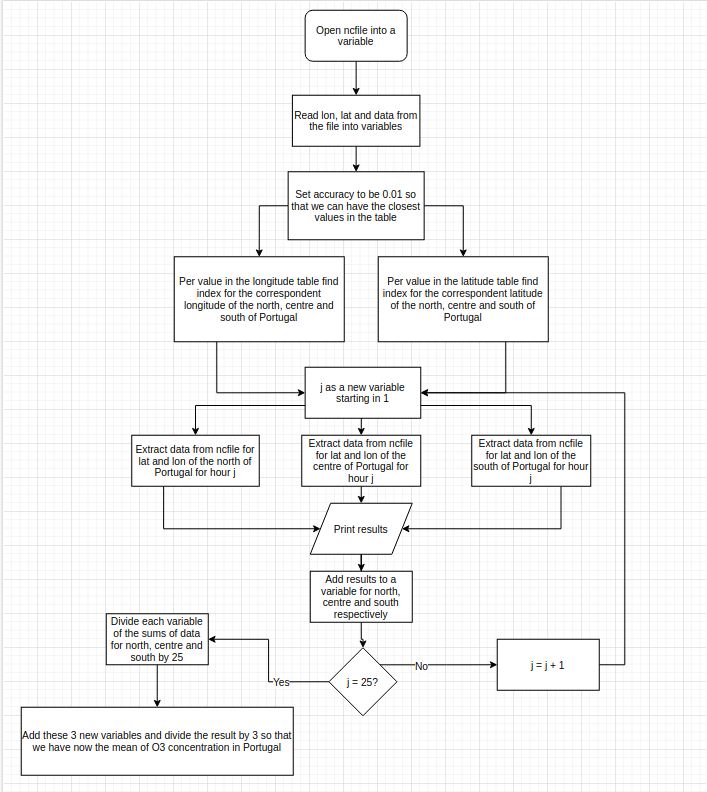 Open ncfile into a
variable
Read lon, lat and data from
the file into variables
Set accuracy to be 0.01 so
that we can have the closest
values in the table
Per value in the longitude table find
index for the correspondent
longitude of the north, centre and
south of Portugal
Per value in the latitude table find
index for the correspondent latitude
of the north, centre and south of
Portugal
j as a new variable
starting in 1
Extract data from ncfile for
lat and lon of the north of
Portugal for hour j
Extract data from ncfile
for lat and lon of the
centre of Portugal for
hour j
Extract data from ncfile
for lat and lon of the
south of Portugal for hour
j
Print results
Add results to a
variable for north,
centre and south
respectively
Divide each variable
of the sums of data
for north, centre and
south by 25
j = 25?
Yes
No
j = j + 1
Add these 3 new variables and divide the result by 3 so that
we have now the mean of O3 concentration in Portugal